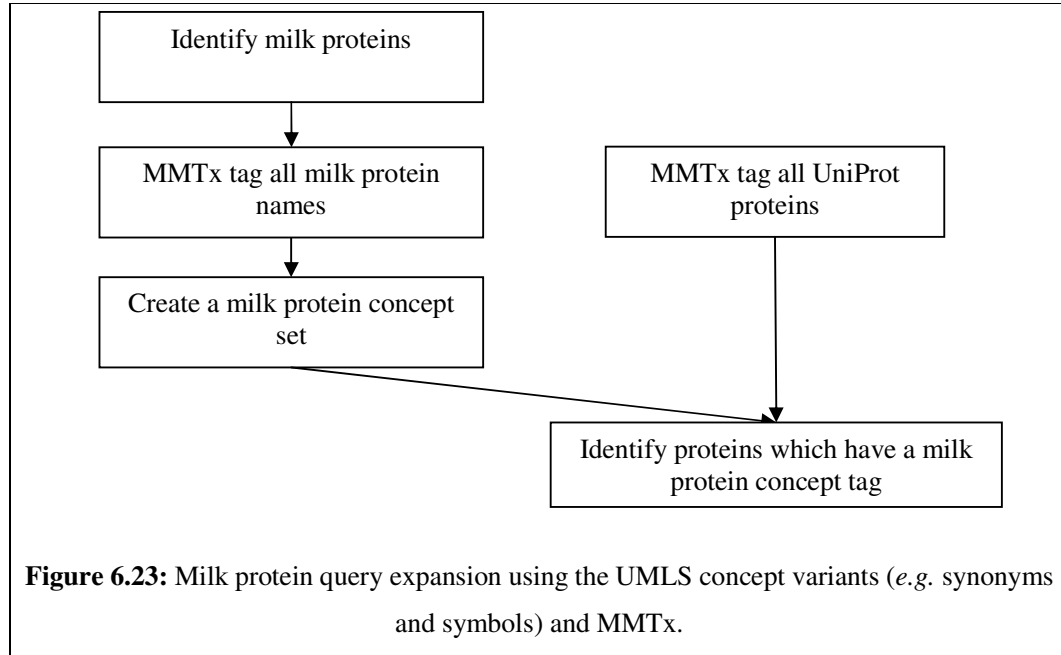 Identify milk proteins
MMTx tag all milk protein
names
MMTx tag all UniProt
proteins
Create a milk protein concept
set
Identify proteins which have a milk
protein concept tag
Figure 6.23: Milk protein query expansion using the UMLS concept variants (e.g. synonyms
and symbols) and MMTx.